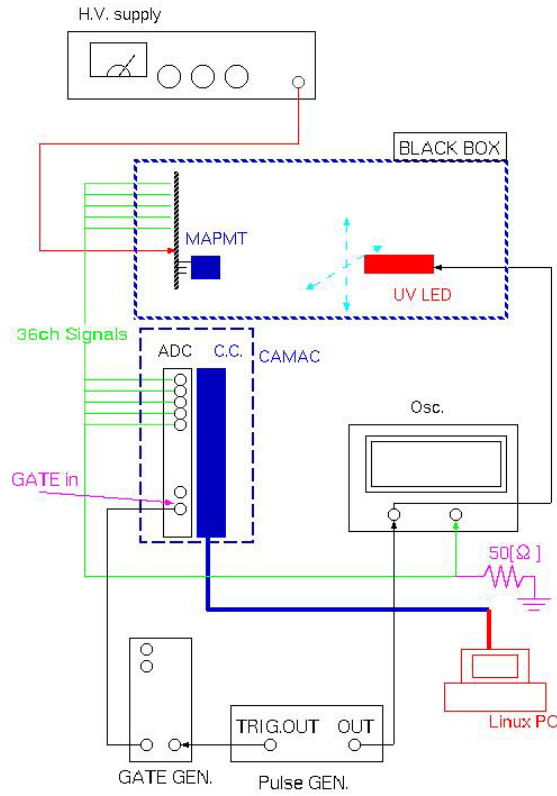 H.V. supply
BLACK BOX
MAPMT
UV LED
36ch Signals
ADC
C.C.
CAMAC
Osc.
GATE in
50[Ω]
Linux PC
TRIG.OUT
OUT
GATE GEN.
Pulse GEN.